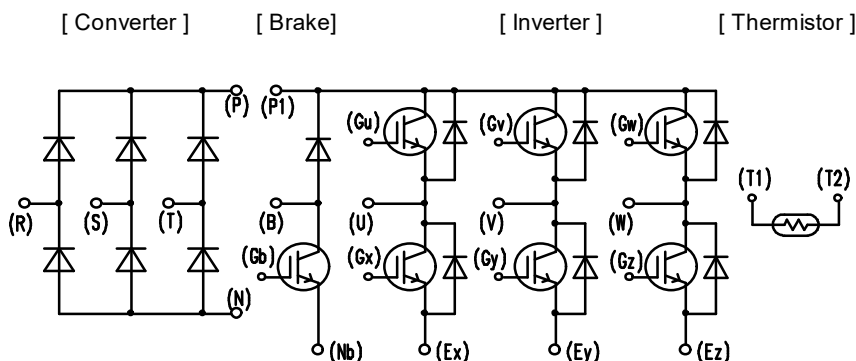 [ Converter ] [ Brake] [ Inverter ] [ Thermistor ]
(P) (P1)
(Gu) (Gv) (Gw)
(T1) (T2)
(R) (S) (T) (B) (U) (V) (W)
(Gb) (Gx) (Gy) (Gz)
(N)
(Nb) (Ex) (Ey) (Ez)